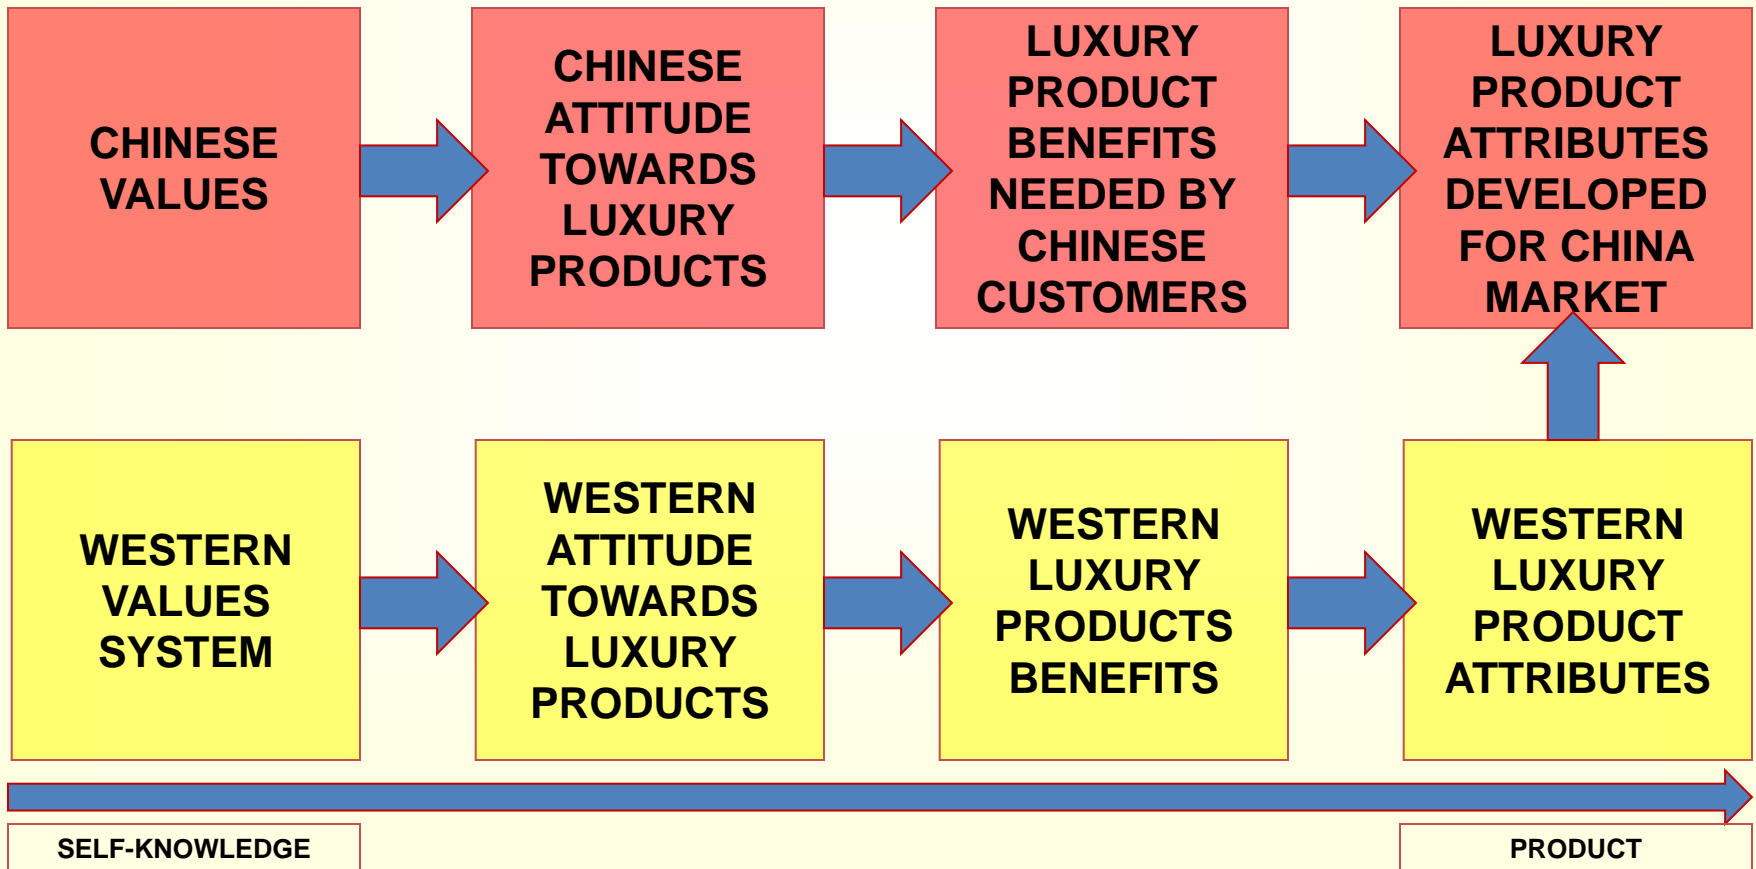 CHINESE
VALUES
CHINESE
ATTITUDE
TOWARDS
LUXURY
PRODUCTS
LUXURY
PRODUCT
BENEFITS
NEEDED BY
CHINESE
CUSTOMERS
LUXURY
PRODUCT
ATTRIBUTES
DEVELOPED
FOR CHINA
MARKET
WESTERN
VALUES
SYSTEM
WESTERN
ATTITUDE
TOWARDS
LUXURY
PRODUCTS
WESTERN
LUXURY
PRODUCTS
BENEFITS
WESTERN
LUXURY
PRODUCT
ATTRIBUTES
SELF-KNOWLEDGE
PRODUCT